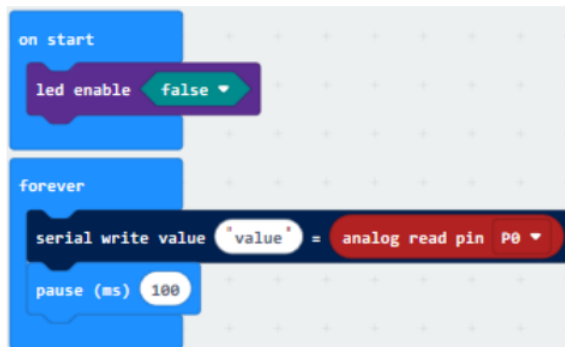 on start
led enable false
forever
serial write value "value" = analog read pin P0
pause (ms) 100